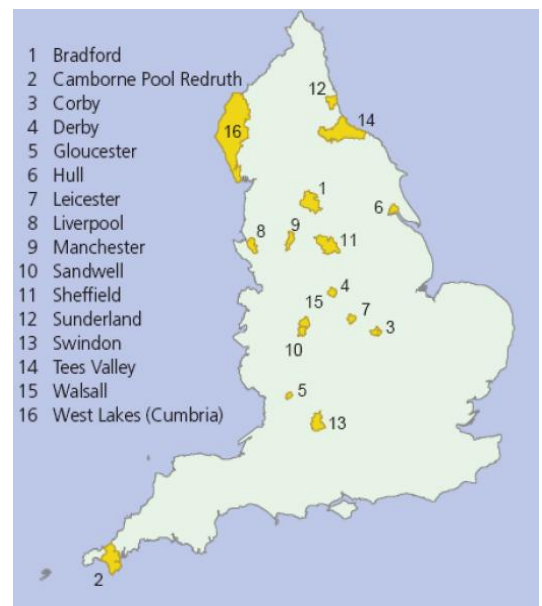 1 Bradford
2 Camborne Pool Redruth
3 Corby
4 Derby
5 Gloucester
6 Hull
7 Leicester
8 Liverpool
9 Manchester
10 Sandwell
11 Sheffield
12 Sunderland
13 Swindon
14 Tees Valley
15 Walsall
16 West Lakes (Cumbria)
12
14
16
1
6
8
9
11
4
15
7
3
10
5
13
2